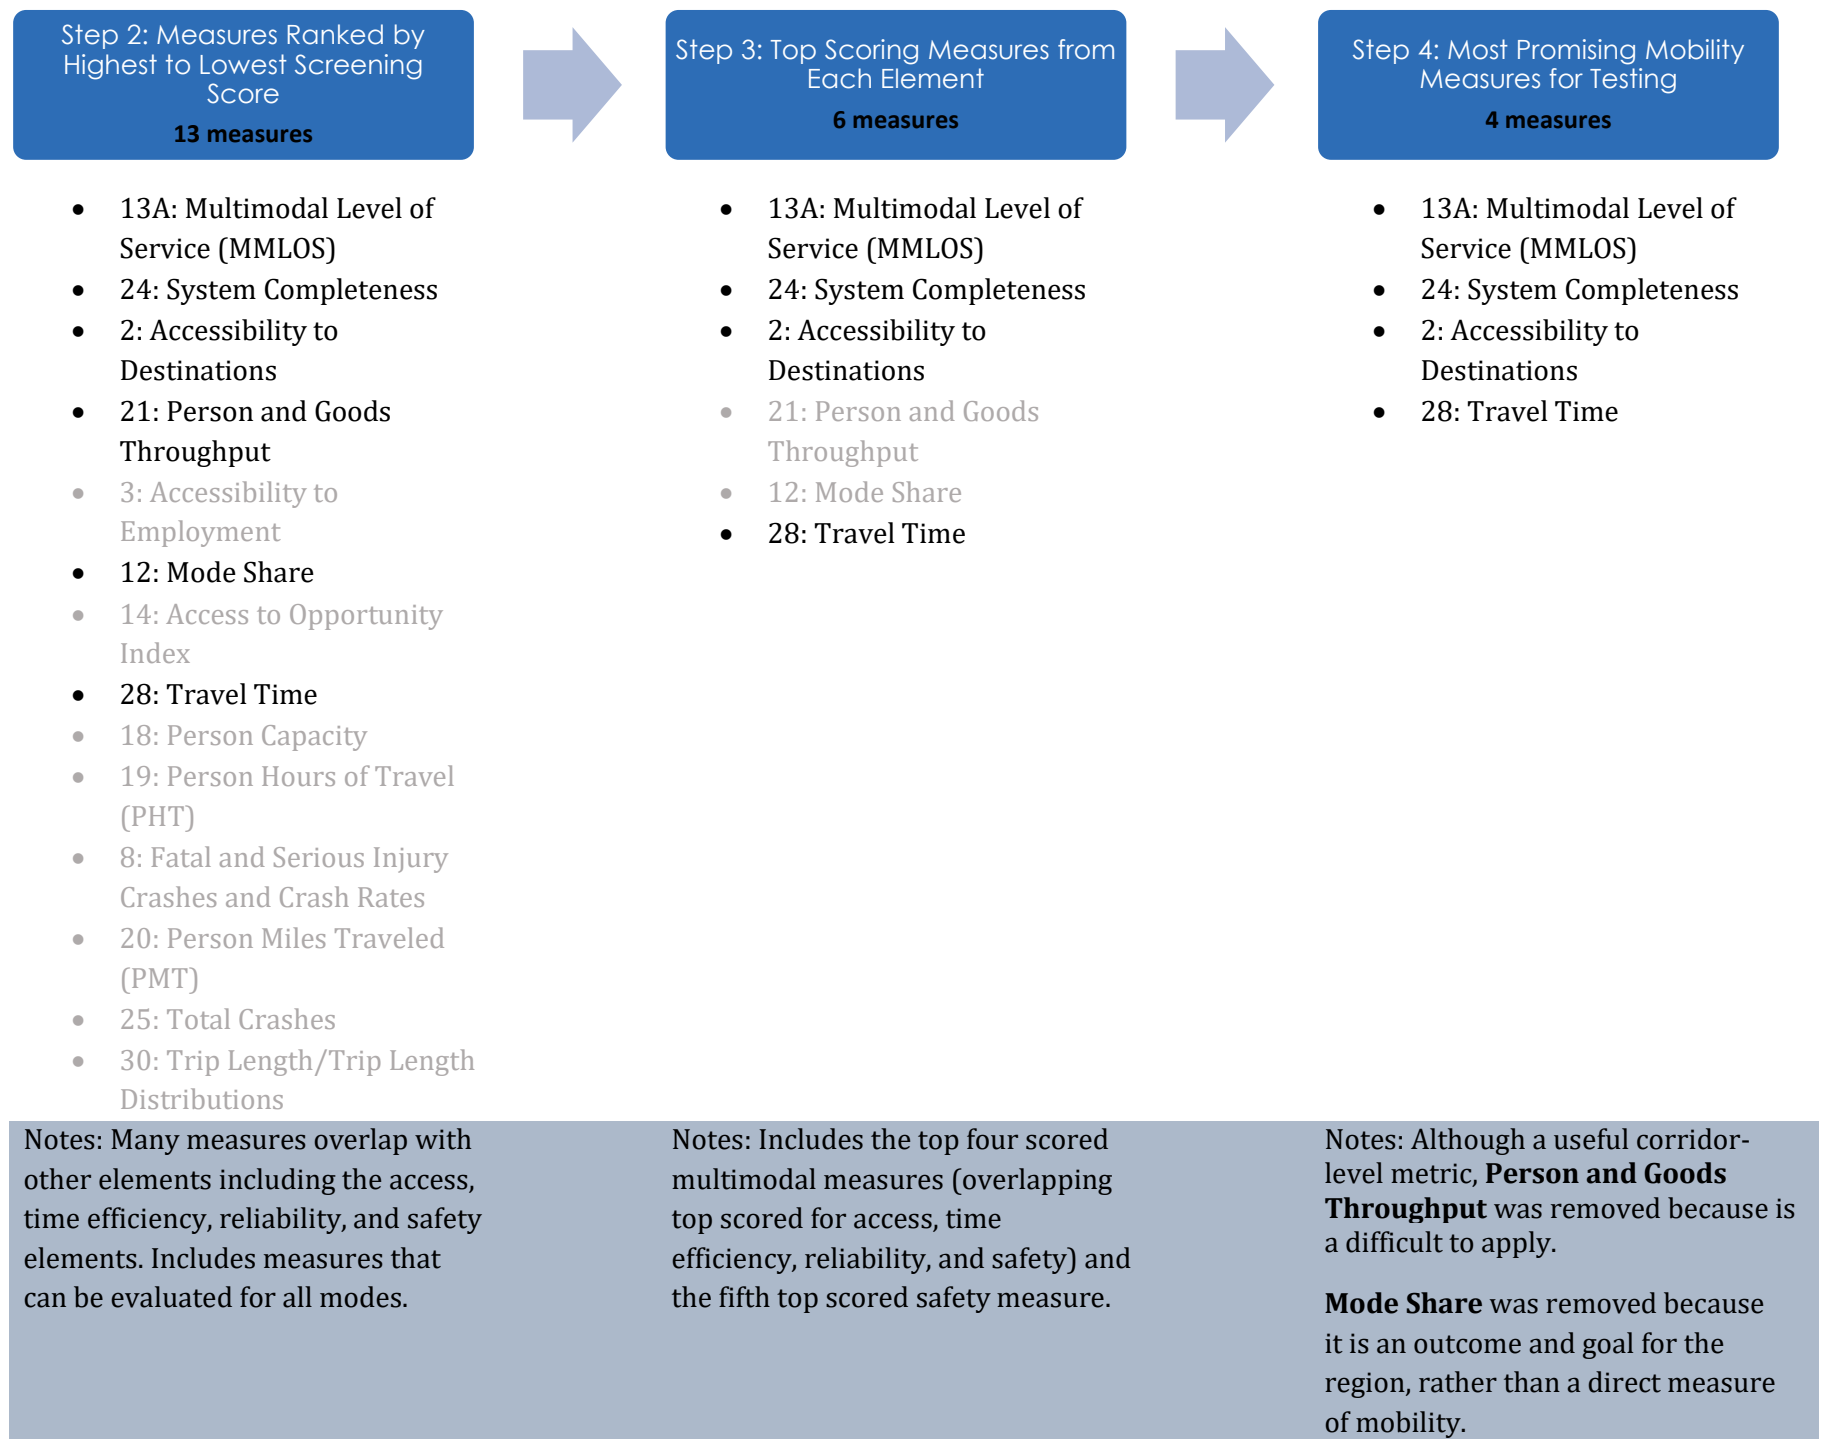 Step 2: Measures Ranked by
Highest to Lowest Screening
Score
13 measures
• 13A: Multimodal Level of
Service (MMLOS)
• 24: System Completeness
• 2: Accessibility to
Destinations
• 21: Person and Goods
Throughput
• 3: Accessibility to
Employment
• 12: Mode Share
• 14: Access to Opportunity
Index
• 28: Travel Time
• 18: Person Capacity
• 19: Person Hours of Travel
(PHT)
• 8: Fatal and Serious Injury
Crashes and Crash Rates
• 20: Person Miles Traveled
(PMT)
• 25: Total Crashes
• 30: Trip Length/Trip Length
Distributions
Notes: Many measures overlap with
other elements including the access,
time efficiency, reliability, and safety
elements. Includes measures that
can be evaluated for all modes.
Step 3: Top Scoring Measures from
Each Element
6 measures
• 13A: Multimodal Level of
Service (MMLOS)
• 24: System Completeness
• 2: Accessibility to
Destinations
• 21: Person and Goods
Throughput
• 12: Mode Share
• 28: Travel Time
Notes: Includes the top four scored
multimodal measures (overlapping
top scored for access, time
efficiency, reliability, and safety) and
the fifth top scored safety measure.
Step 4: Most Promising Mobility
Measures for Testing
4 measures
• 13A: Multimodal Level of
Service (MMLOS)
• 24: System Completeness
• 2: Accessibility to
Destinations
• 28: Travel Time
Notes: Although a useful corridor-
level metric, Person and Goods
Throughput was removed because is
a difficult to apply.
Mode Share was removed because
it is an outcome and goal for the
region, rather than a direct measure
of mobility.